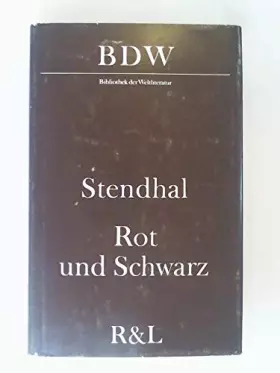 BDW
Bibliothek der Weltliteratur
Stendhal
Rot
und Schwarz
R&L